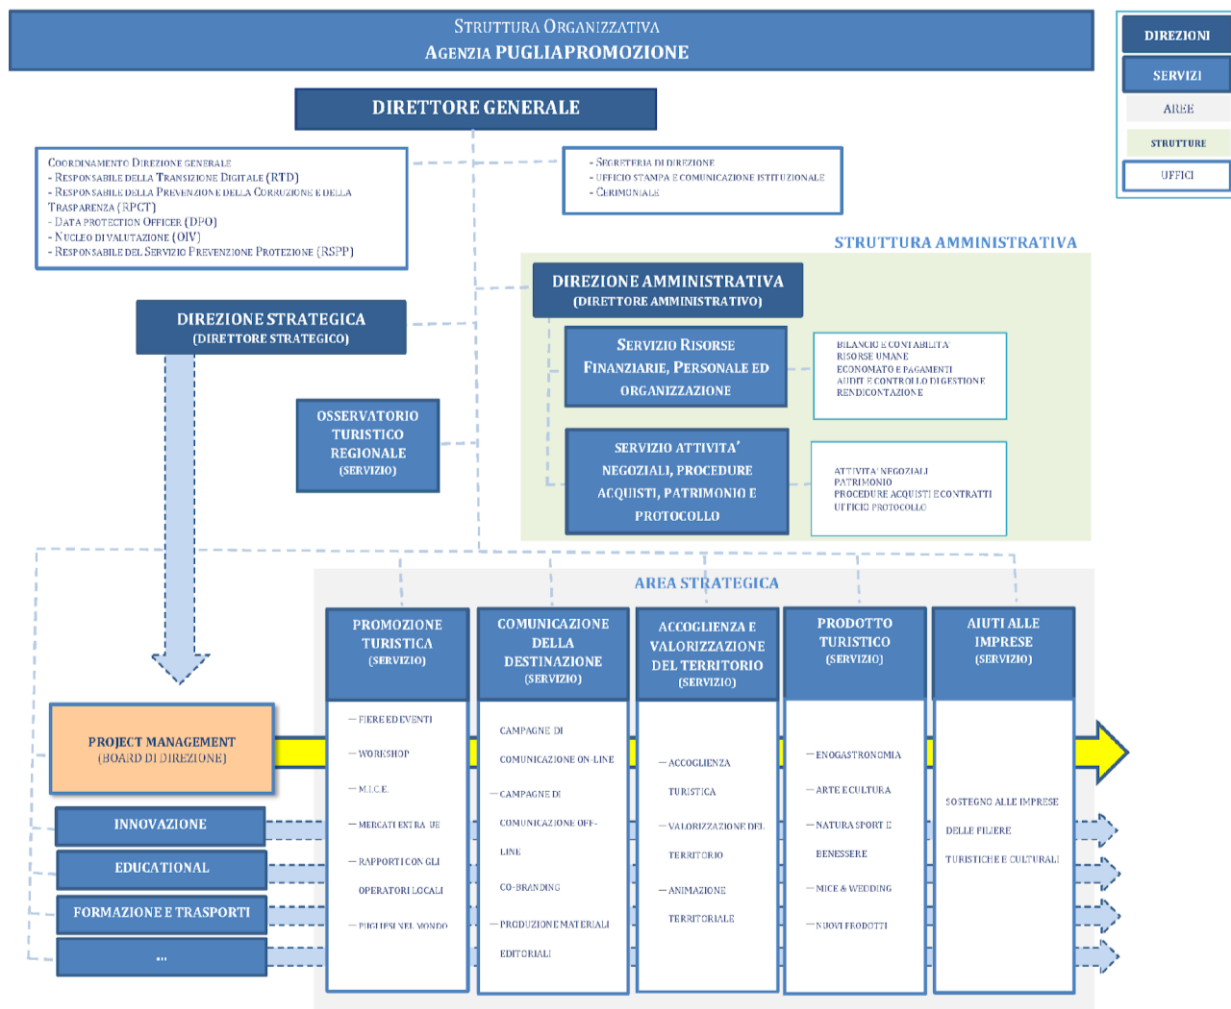 STRUTTURA ORGANIZZATIVA
AGENZIA PUGLIAPROMOZIONE
DIREZIONI
SERVIZI
AREE
STRUTTURE
UFFICI
DIRETTORE GENERALE
COORDINAMENTO DIREZIONE GENERALE
- RESPONSABILE DELLA TRANSIZIONE DIGITALE (RTD)
- RESPONSABILE DELLA PREVENZIONE DELLA CORRUZIONE E DELLA
TRASPARENZA (RPCT)
- DATA PROTECTION OFFICER (DPO)
- NUCLEO DI VALUTAZIONE (OIV)
- RESPONSABILE DEL SERVIZIO PREVENZIONE PROTEZIONE (RSPP)
- SEGRETERIA DI DIREZIONE
- UFFICIO STAMPA E COMUNICAZIONE ISTITUZIONALE
- CERIMONIALE
STRUTTURA AMMINISTRATIVA
DIREZIONE AMMINISTRATIVA
(DIRETTORE AMMINISTRATIVO)
DIREZIONE STRATEGICA
(DIRETTORE STRATEGICO)
SERVIZIO RISORSE
FINANZIARIE, PERSONALE ED
ORGANIZZAZIONE
BILANCIO E CONTABILITA'
RISORSE UMANE
ECONOMATO E PAGAMENTI
AUDIT E CONTROLLO DI GESTIONE
RENDICONTAZIONE
OSSERVATORIO
TURISTICO
REGIONALE
(SERVIZIO)
SERVIZIO ATTIVITA'
NEGOZIALI, PROCEDURE
ACQUISTI, PATRIMONIO E
PROTOCOLLO
ATTIVITA' NEGOZIALI
PATRIMONIO
PROCEDURE ACQUISTI E CONTRATTI
UFFICIO PROTOCOLLO
AREA STRATEGICA
PROMOZIONE
TURISTICA
(SERVIZIO)
— FIERE ED EVENTI
— WORKSHOP
— M.I.C.E.
— MERCATI EXTRA-UE
— RAPPORTI CON GLI
OPERATORI LOCALI
— PUGLIESI NEL MONDO
COMUNICAZIONE
DELLA
DESTINAZIONE
(SERVIZIO)
CAMPAGNE DI
COMUNICAZIONE ON-LINE
— CAMPAGNE DI
COMUNICAZIONE OFF-
LINE
CO-BRANDING
— PRODUZIONE MATERIALI
EDITORIALI
ACCOGLIENZA E
VALORIZZAZIONE
DEL TERRITORIO
(SERVIZIO)
— ACCOGLIENZA
TURISTICA
— VALORIZZAZIONE DEL
TERRITORIO
— ANIMAZIONE
TERRITORIALE
PRODOTTO
TURISTICO
(SERVIZIO)
— ENOGASTRONOMIA
— ARTE E CULTURA
— NATURA SPORT E
BENESSERE
— MICE & WEDDING
— NUOVI PRODOTTI
AIUTI ALLE
IMPRESE
(SERVIZIO)
SOSTEGNO ALLE IMPRESE
DELLE FILIERE
TURISTICHE E CULTURALI
PROJECT MANAGEMENT
(BOARD DI DIREZIONE)
INNOVAZIONE
EDUCATIONAL
FORMAZIONE E TRASPORTI
...